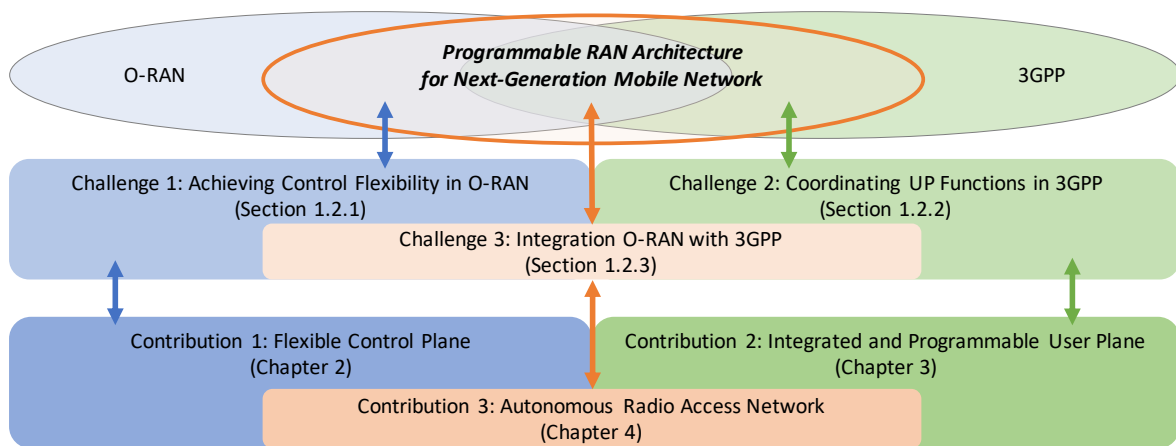 Programmable RAN Architecture
for Next-Generation Mobile Network
O-RAN
3GPP
Challenge 1: Achieving Control Flexibility in O-RAN
(Section 1.2.1)
Challenge 2: Coordinating UP Functions in 3GPP
(Section 1.2.2)
Challenge 3: Integration O-RAN with 3GPP
(Section 1.2.3)
Contribution 1: Flexible Control Plane
(Chapter 2)
Contribution 2: Integrated and Programmable User Plane
(Chapter 3)
Contribution 3: Autonomous Radio Access Network
(Chapter 4)